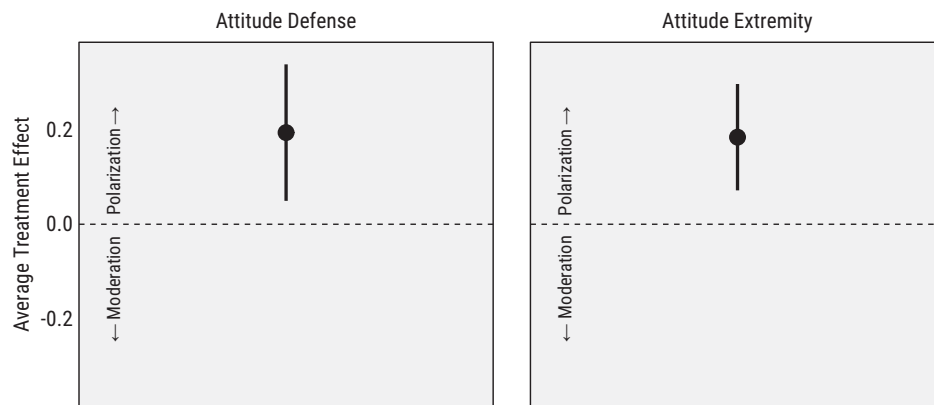 Attitude Defense
Attitude Extremity
Average Treatment Effect
0.2
0.0
-0.2
Polarization →
← Moderation
Polarization →
← Moderation